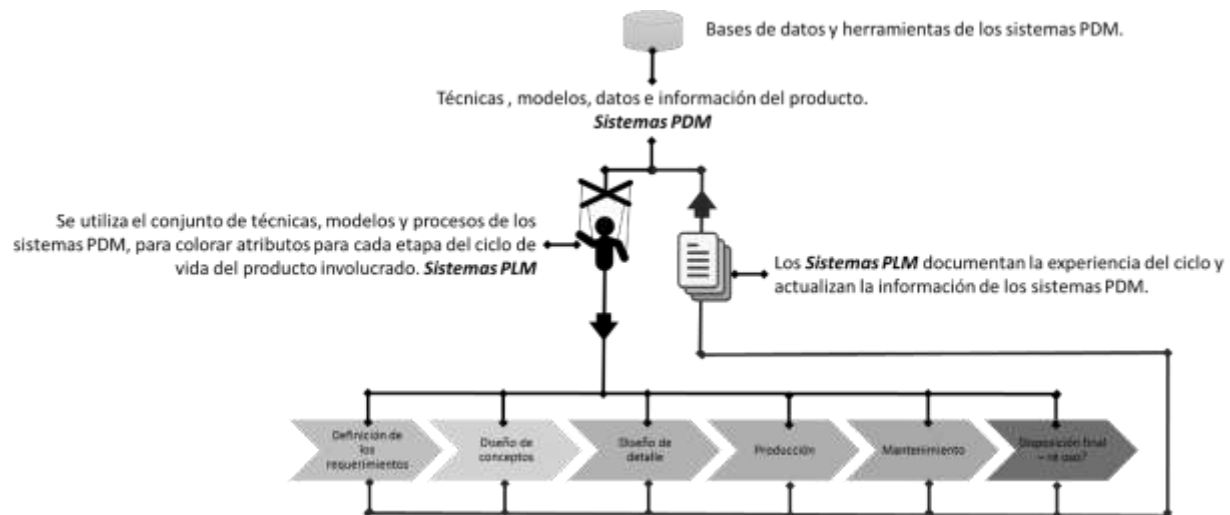 Bases de datos y herramientas de los sistemas PDM.
Técnicas , modelos, datos e información del producto.
Sistemas PDM
Se utiliza el conjunto de técnicas, modelos y procesos de los
sistemas PDM, para colorar atributos para cada etapa del ciclo de
vida del producto involucrado. Sistemas PLM
Los Sistemas PLM documentan la experiencia del ciclo y
actualizan la información de los sistemas PDM.
Definición de
los
requerimientos
Diseño de
conceptos
Diseño de
detalle
Producción
Mantenimiento
Disposición final
– re uso?